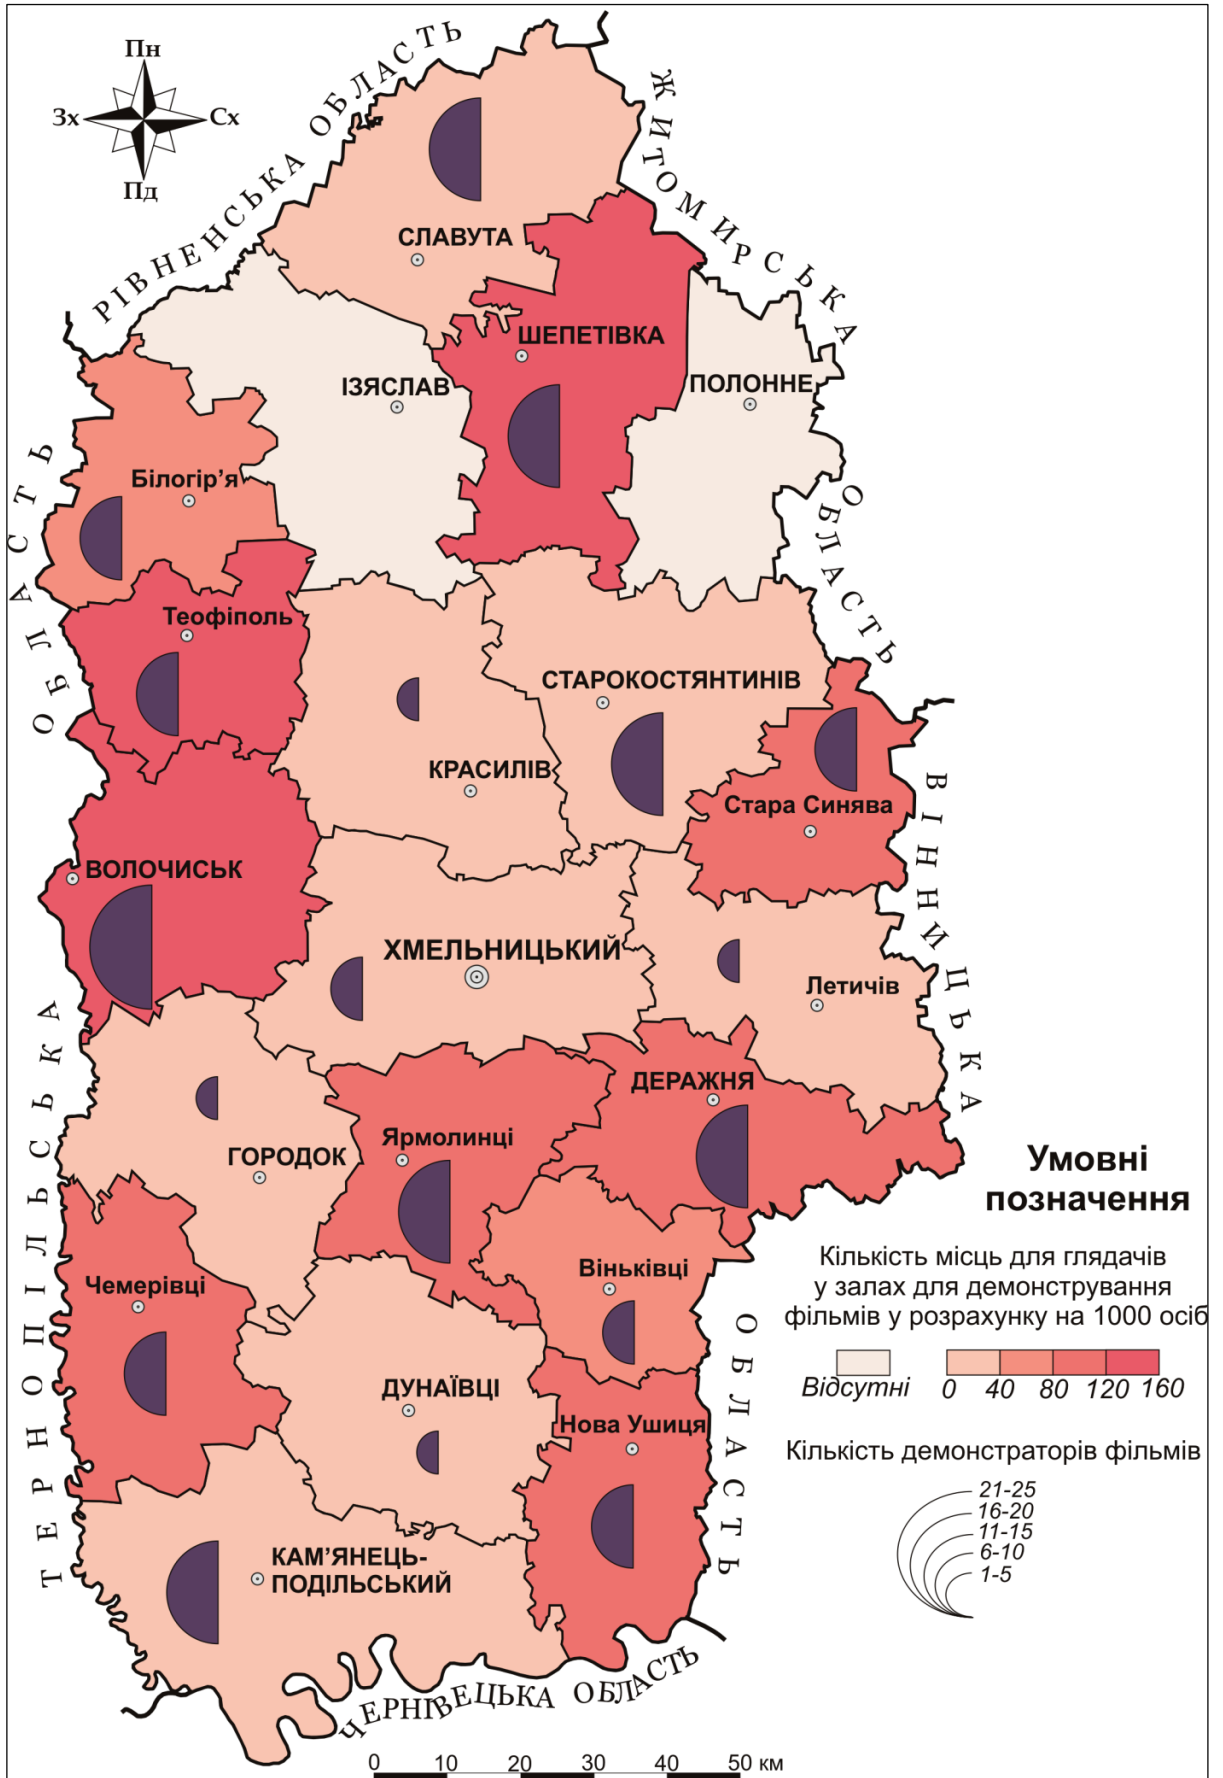 Пн
Зх
Сх
Пд
РІВНЕНСЬКА ОБЛАСТЬ
ЖИТОМИРСЬКА
ОБЛАСТЬ
СЛАВУТА
ШЕПЕТІВКА
ІЗЯСЛАВ
ПОЛОННЕ
Білогір’я
Теофіполь
СТАРОКОСТЯНТИНІВ
КРАСИЛІВ
Стара Синява
ВОЛОЧИСЬК
ХМЕЛЬНИЦЬКИЙ
Летичів
ДЕРАЖНЯ
Ярмолинці
ГОРОДОК
Віньківці
Чемерівці
ДУНАЇВЦІ
Нова Ушиця
КАМ’ЯНЕЦЬ-
ПОДІЛЬСЬКИЙ
ТЕРНОПІЛЬСЬКА
ОБЛАСТЬ
ВІННИЦЬКА
ОБЛАСТЬ
ЧЕРНІВЕЦЬКА ОБЛАСТЬ
Умовні
позначення
Кількість місць для глядачів
у залах для демонстрування
фільмів у розрахунку на 1000 осіб
Відсутні
0 40 80 120 160
Кількість демонстраторів фільмів
21-25
16-20
11-15
6-10
1-5
0 10 20 30 40 50 км